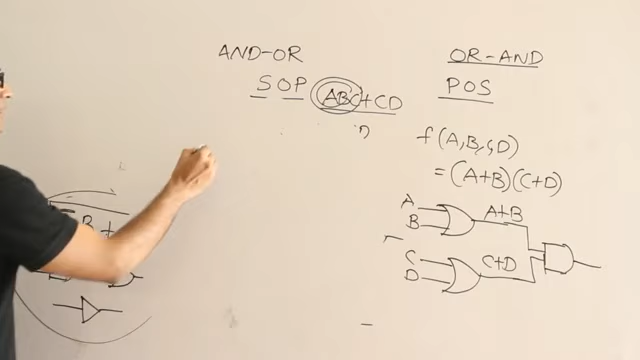 AND-OR
SOP ABC+CD
OR-AND
POS
f(A,B,C,D)
=(A+B)(C+D)
A
B
A+B
C
D
C+D
B +